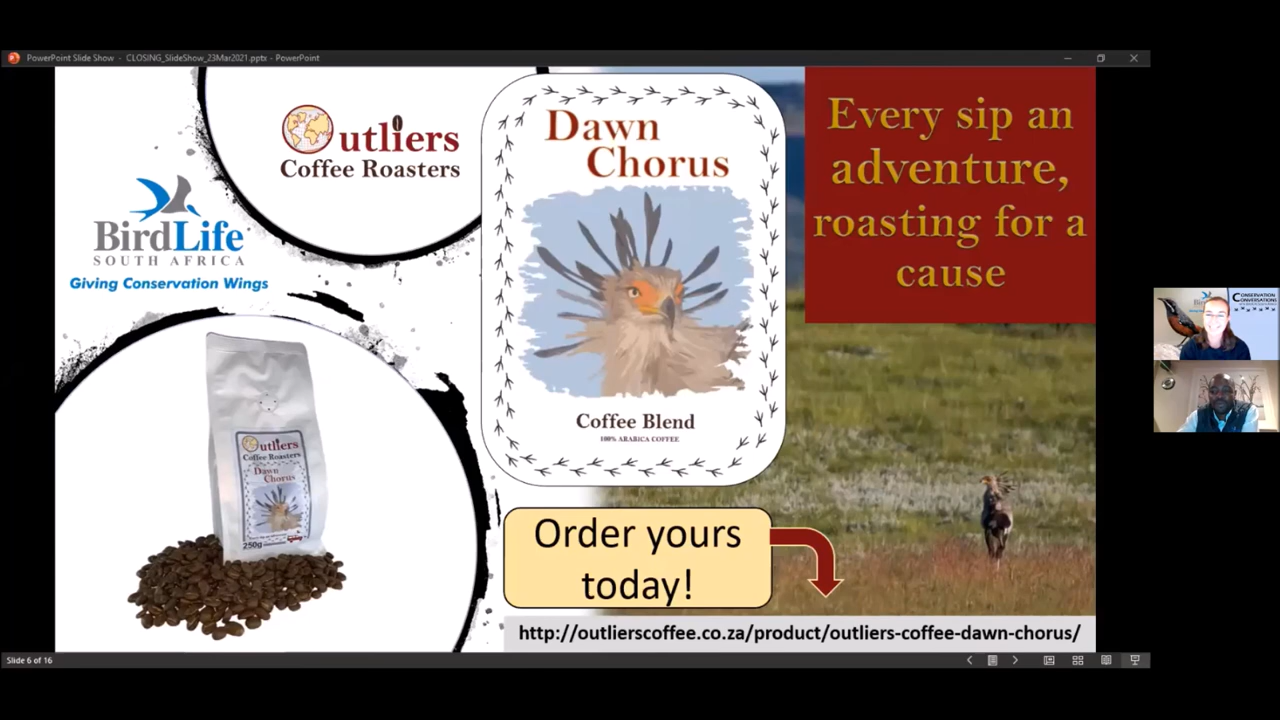 PowerPoint Slide Show - CLOSING_SlideShow_23Mar2021.pptx - PowerPoint
Outliers
Coffee Roasters
BirdLife
SOUTH AFRICA
Giving Conservation Wings
Dawn
Chorus
Coffee Blend
100% ARABICA COFFEE
Every sip an
adventure,
roasting for a
cause
Outliers
Coffee Roasters
Dawn
Chorus
250g
Order yours
today!
http://outlierscoffee.co.za/product/outliers-coffee-dawn-chorus/
CONSERVATION
CONVERSATIONS
Slide 6 of 16